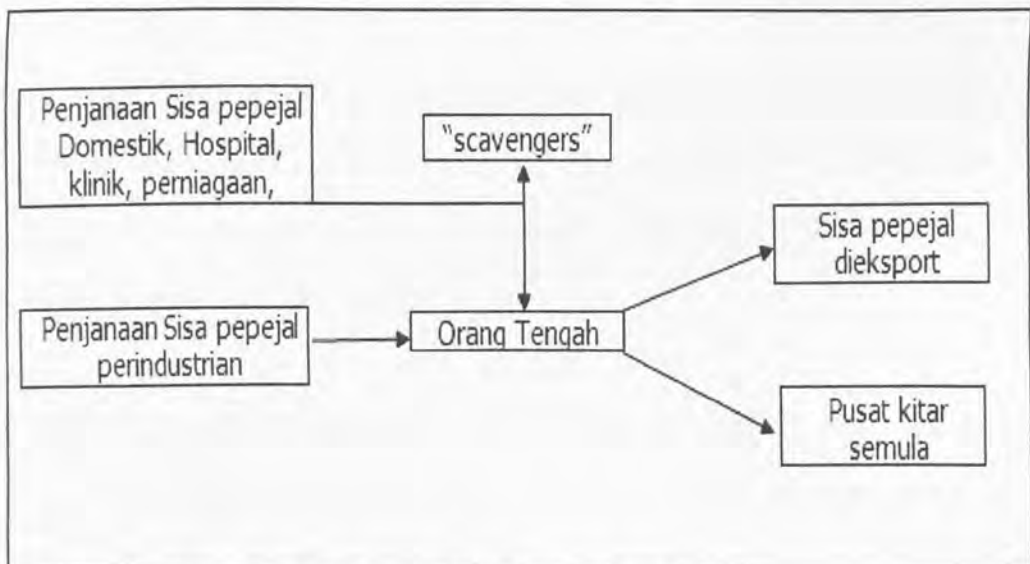 Penjanaan Sisa pepejal
Domestik, Hospital,
klinik, perniagaan,
"scavengers"
Sisa pepejal
dieksport
Penjanaan Sisa pepejal
perindustrian
Orang Tengah
Pusat kitar
semula